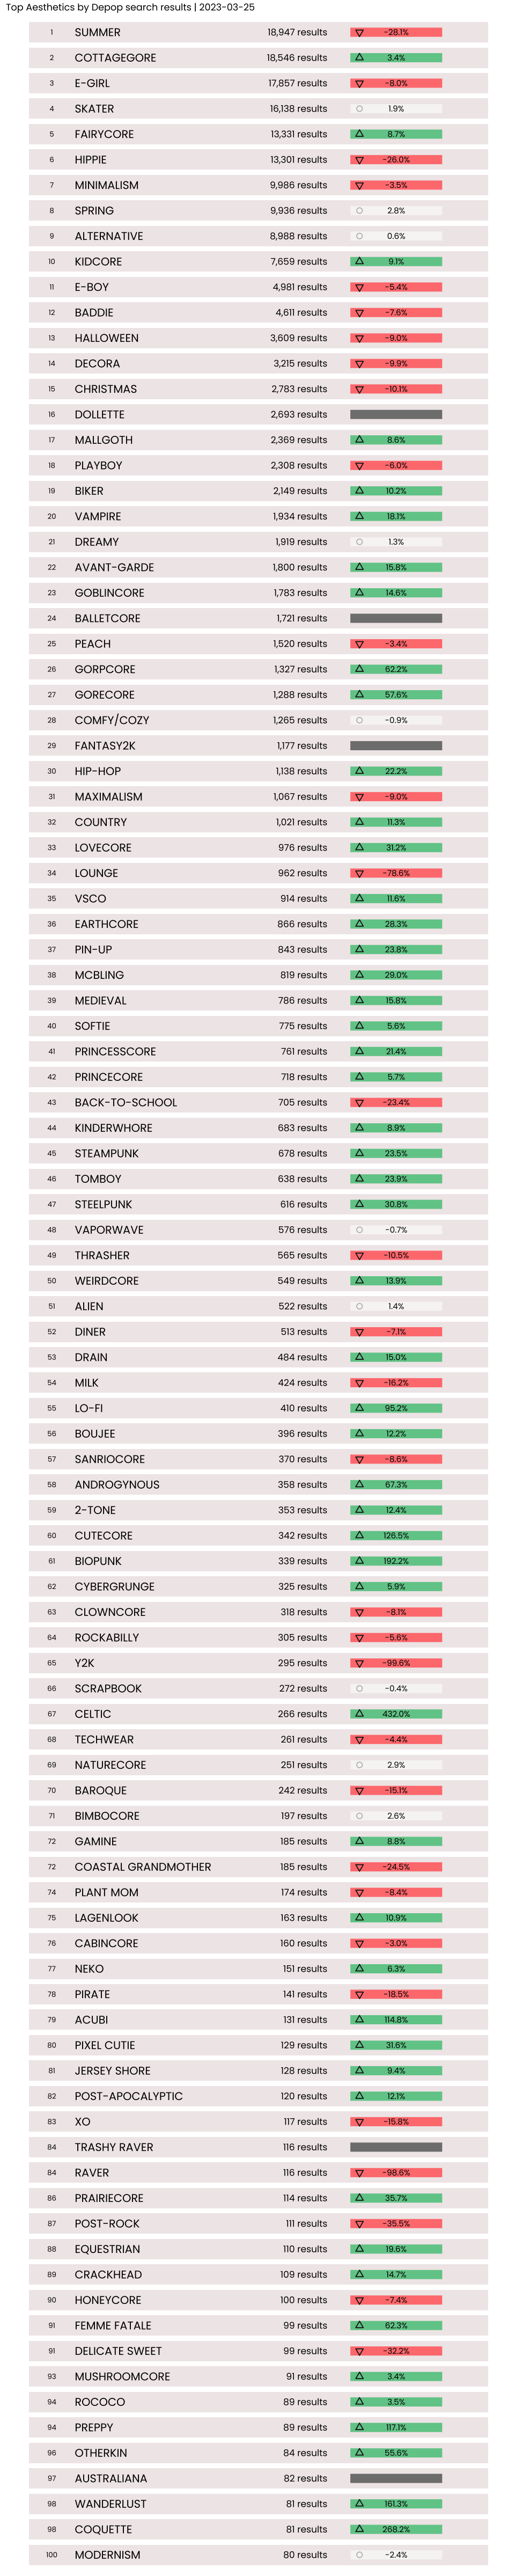 Top Aesthetics by Depop search results | 2023-03-25
1 SUMMER 18,947 results -28.1%
2 COTTAGEGORE 18,546 results 3.4%
3 E-GIRL 17,857 results -8.0%
4 SKATER 16,138 results 1.9%
5 FAIRYCORE 13,331 results 8.7%
6 HIPPIE 13,301 results -26.0%
7 MINIMALISM 9,986 results -3.5%
8 SPRING 9,936 results 2.8%
9 ALTERNATIVE 8,988 results 0.6%
10 KIDCORE 7,659 results 9.1%
11 E-BOY 4,981 results -5.4%
12 BADDIE 4,611 results -7.6%
13 HALLOWEEN 3,609 results -9.0%
14 DECORA 3,215 results -9.9%
15 CHRISTMAS 2,783 results -10.1%
16 DOLLETTE 2,693 results
17 MALLGOTH 2,369 results 8.6%
18 PLAYBOY 2,308 results -6.0%
19 BIKER 2,149 results 10.2%
20 VAMPIRE 1,934 results 18.1%
21 DREAMY 1,919 results 1.3%
22 AVANT-GARDE 1,800 results 15.8%
23 GOBLINCORE 1,783 results 14.6%
24 BALLETCORE 1,721 results
25 PEACH 1,520 results -3.4%
26 GORPCORE 1,327 results 62.2%
27 GORECORE 1,288 results 57.6%
28 COMFY/COZY 1,265 results -0.9%
29 FANTASY2K 1,177 results
30 HIP-HOP 1,138 results 22.2%
31 MAXIMALISM 1,067 results -9.0%
32 COUNTRY 1,021 results 11.3%
33 LOVECORE 976 results 31.2%
34 LOUNGE 962 results -78.6%
35 VSCO 914 results 11.6%
36 EARTHCORE 866 results 28.3%
37 PIN-UP 843 results 23.8%
38 MCBLING 819 results 29.0%
39 MEDIEVAL 786 results 15.8%
40 SOFTIE 775 results 5.6%
41 PRINCESSCORE 761 results 21.4%
42 PRINCECORE 718 results 5.7%
43 BACK-TO-SCHOOL 705 results -23.4%
44 KINDERWHORE 683 results 8.9%
45 STEAMPUNK 678 results 23.5%
46 TOMBOY 638 results 23.9%
47 STEELPUNK 616 results 30.8%
48 VAPORWAVE 576 results -0.7%
49 THRASHER 565 results -10.5%
50 WEIRDCORE 549 results 13.9%
51 ALIEN 522 results 1.4%
52 DINER 513 results -7.1%
53 DRAIN 484 results 15.0%
54 MILK 424 results -16.2%
55 LO-FI 410 results 95.2%
56 BOUJEE 396 results 12.2%
57 SANRIOCORE 370 results -8.6%
58 ANDROGYNOUS 358 results 67.3%
59 2-TONE 353 results 12.4%
60 CUTECORE 342 results 126.5%
61 BIOPUNK 339 results 192.2%
62 CYBERGRUNGE 325 results 5.9%
63 CLOWNCORE 318 results -8.1%
64 ROCKABILLY 305 results -5.6%
65 Y2K 295 results -99.6%
66 SCRAPBOOK 272 results -0.4%
67 CELTIC 266 results 432.0%
68 TECHWEAR 261 results -4.4%
69 NATURECORE 251 results 2.9%
70 BAROQUE 242 results -15.1%
71 BIMBOCORE 197 results 2.6%
72 GAMINE 185 results 8.8%
72 COASTAL GRANDMOTHER 185 results -24.5%
74 PLANT MOM 174 results -8.4%
75 LAGENLOOK 163 results 10.9%
76 CABINCORE 160 results -3.0%
77 NEKO 151 results 6.3%
78 PIRATE 141 results -18.5%
79 ACUBI 131 results 114.8%
80 PIXEL CUTIE 129 results 31.6%
81 JERSEY SHORE 128 results 9.4%
82 POST-APOCALYPTIC 120 results 12.1%
83 XO 117 results -15.8%
84 TRASHY RAVER 116 results
84 RAVER 116 results -98.6%
86 PRAIRIECORE 114 results 35.7%
87 POST-ROCK 111 results -35.5%
88 EQUESTRIAN 110 results 19.6%
89 CRACKHEAD 109 results 14.7%
90 HONEYCORE 100 results -7.4%
91 FEMME FATALE 99 results 62.3%
91 DELICATE SWEET 99 results -32.2%
93 MUSHROOMCORE 91 results 3.4%
94 ROCOCO 89 results 3.5%
94 PREPPY 89 results 117.1%
96 OTHERKIN 84 results 55.6%
97 AUSTRALIANA 82 results
98 WANDERLUST 81 results 161.3%
98 COQUETTE 81 results 268.2%
100 MODERNISM 80 results -2.4%